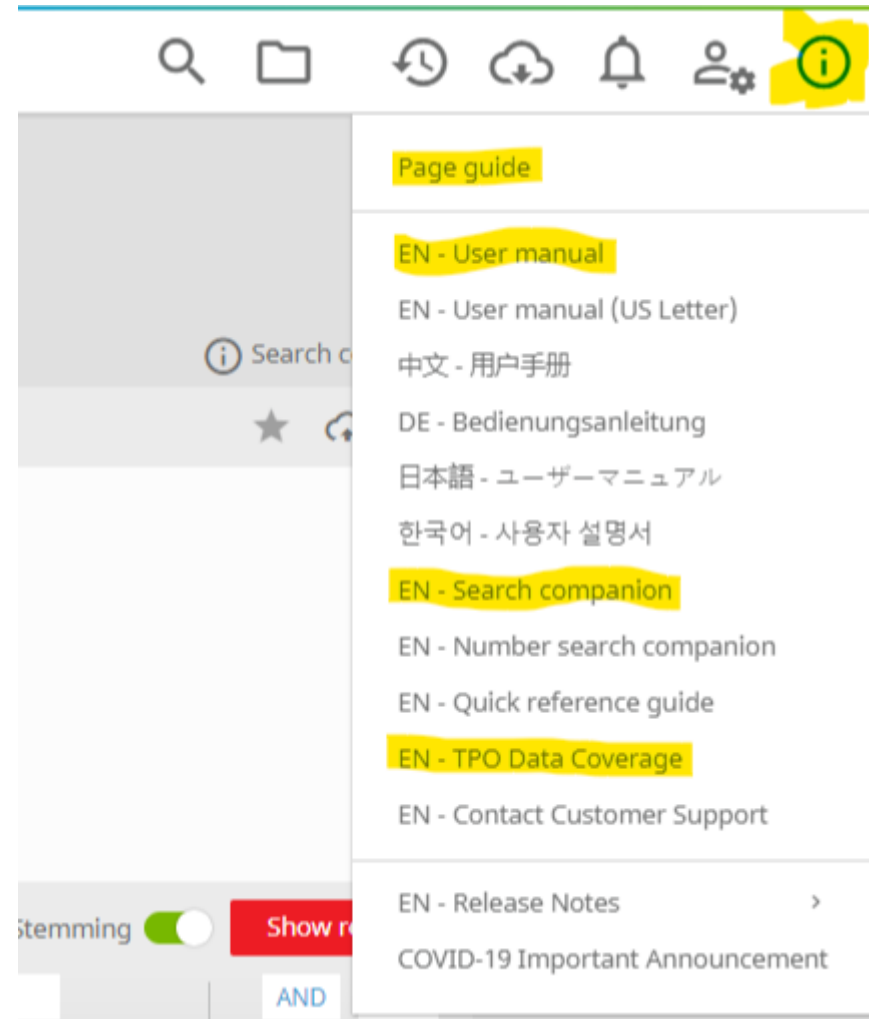 Page guide
EN - User manual
EN - User manual (US Letter)
Search c
中文 - 用户手册
DE - Bedienungsanleitung
日本語 - ユーザーマニュアル
한국어 - 사용자 설명서
EN - Search companion
EN - Number search companion
EN - Quick reference guide
EN - TPO Data Coverage
EN - Contact Customer Support
EN - Release Notes
Stemming
Show r
COVID-19 Important Announcement
AND